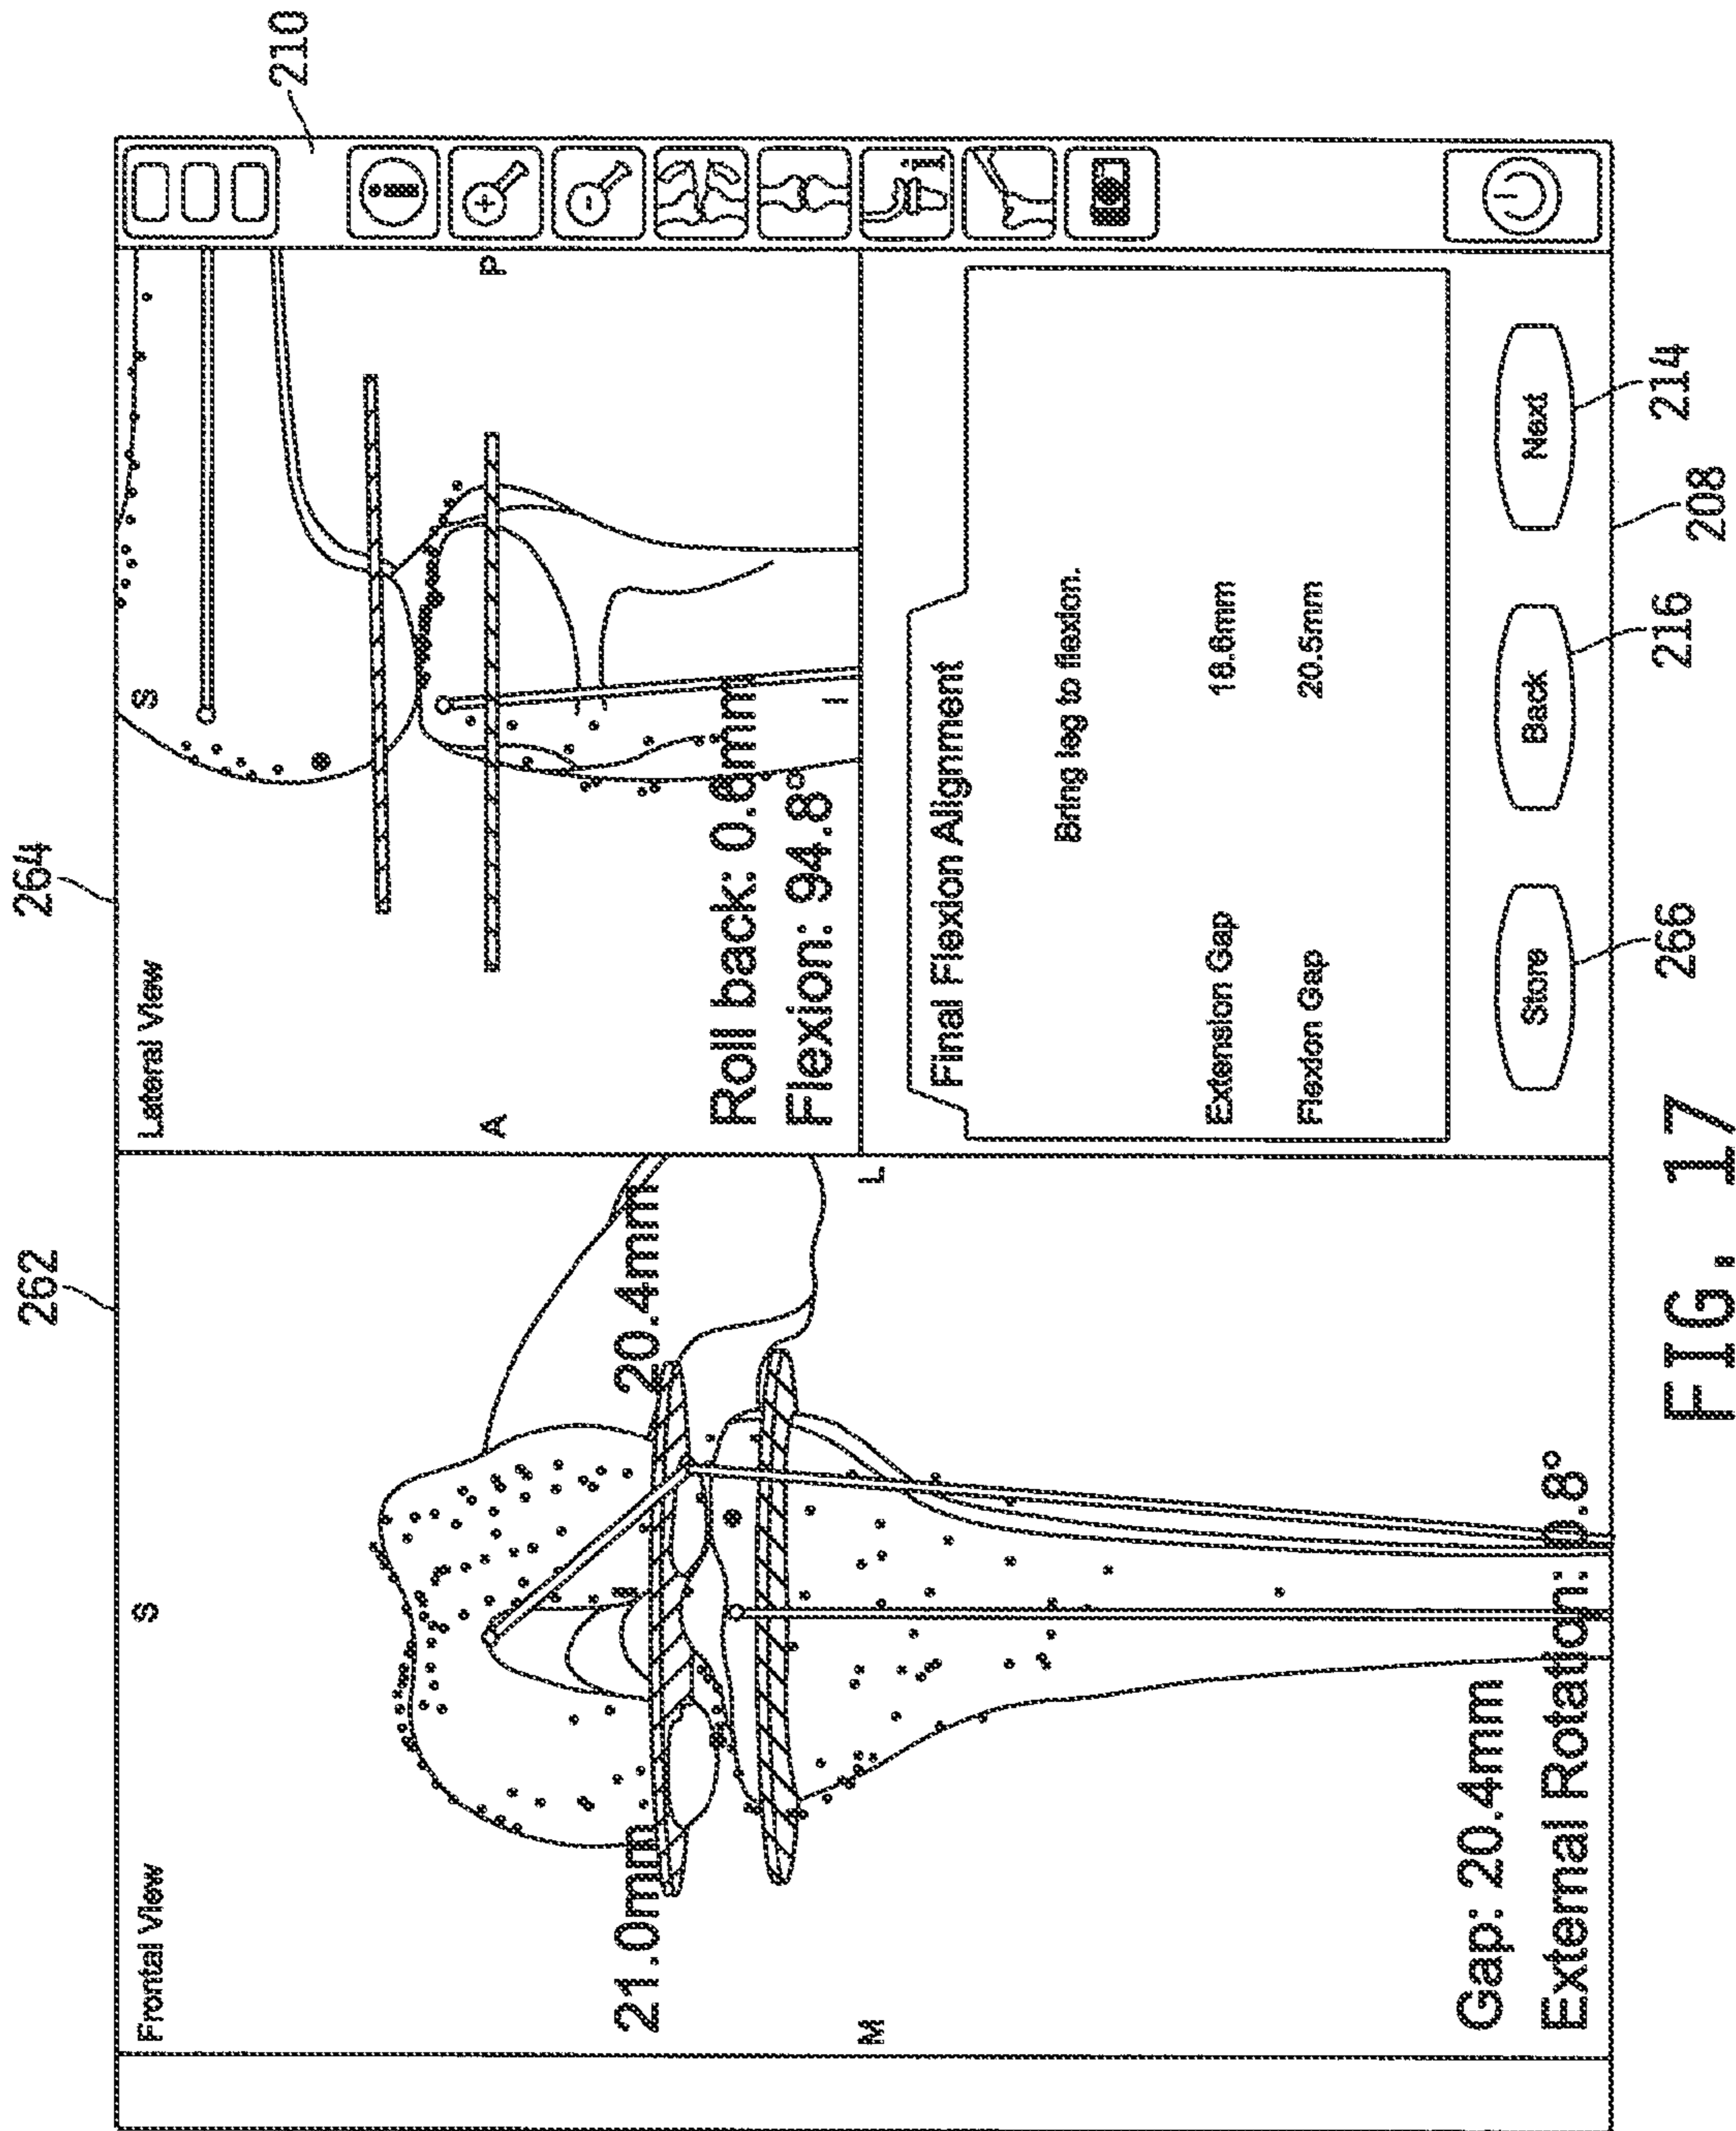 262
264
210
Frontal View
S
21.0mm
20.4mm
M
L
Gap: 20.4mm
External Rotation: 0.8°
Lateral View
S
A
P
I
Roll back: 0.8mm
Flexion: 94.8°
Final Flexion Alignment
Bring leg to flexion.
Extension Gap 18.6mm
Flexion Gap 20.5mm
Store
Back
Next
i
+
-
i
266
216
208
214
FIG. 17